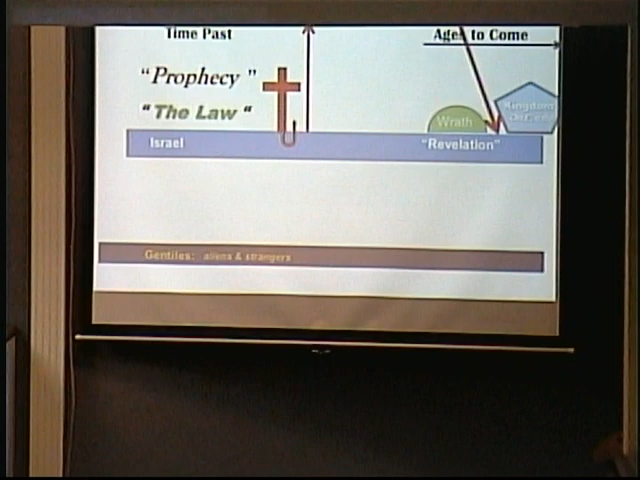 Time Past
Ages to Come
“Prophecy ”
“The Law “
Wrath
Kingdom
Israel
“Revelation”
Gentiles: aliens & strangers